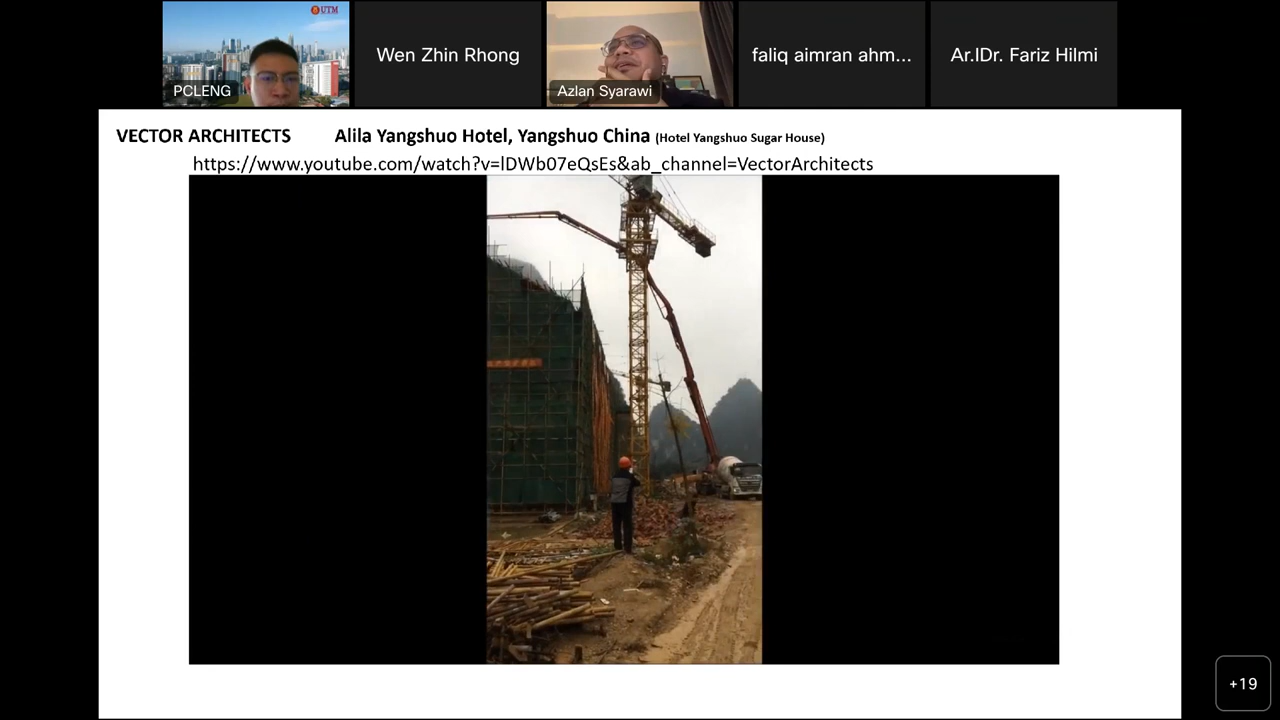 UTM
PCLENG
Wen Zhin Rhong
Azlan Syarawi
faliq aimran ahm...
Ar.IDr. Fariz Hilmi
VECTOR ARCHITECTS Alila Yangshuo Hotel, Yangshuo China (Hotel Yangshuo Sugar House)
https://www.youtube.com/watch?v=lDWb07eQsEs&ab_channel=VectorArchitects
+19